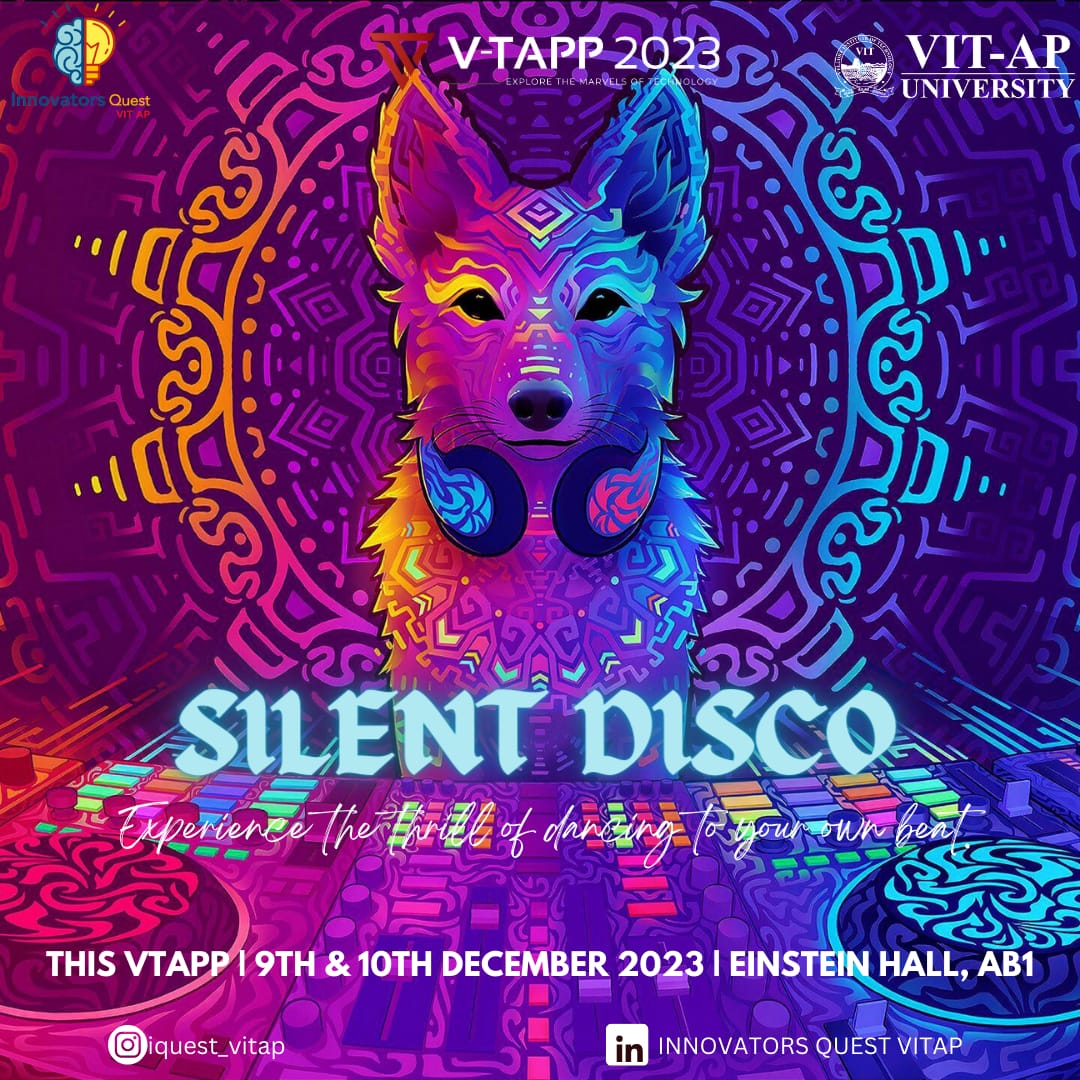 Innovators Quest
VIT AP
V-TAPP 2023
EXPLORE THE MARVELS OF TECHNOLOGY
VIT
VIT-AP
UNIVERSITY
SILENT DISCO
Experience the thrill of dancing to your own beat.
THIS VTAPP | 9TH & 10TH DECEMBER 2023 | EINSTEIN HALL, AB1
iquest_vitap
in INNOVATORS QUEST VITAP